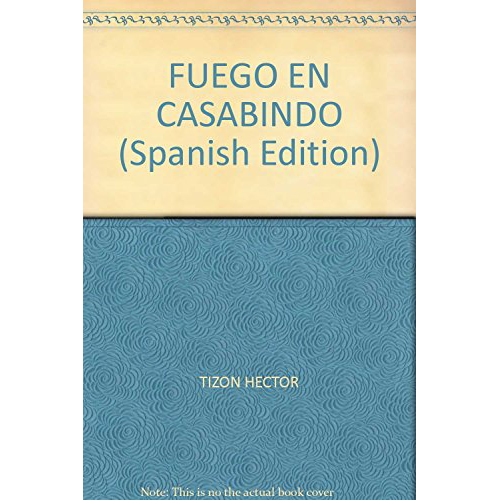 FUEGO EN
CASABINDO
(Spanish Edition)
TIZON HECTOR
Note: This is no the actual book cover